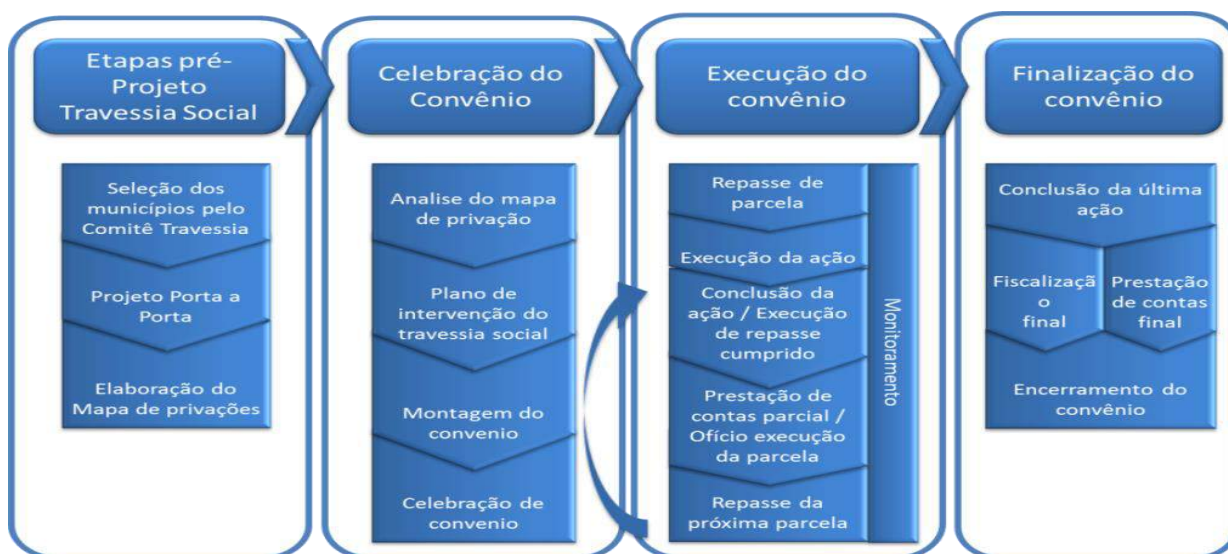 Etapas pré-
Projeto
Travessia Social
Seleção dos
municípios pelo
Comitê Travessia
Projeto Porta a
Porta
Elaboração do
Mapa de privações
Celebração do
Convênio
Analise do mapa
de privação
Plano de
intervenção do
travessia social
Montagem do
convenio
Celebração de
convenio
Execução do
convênio
Repasse de
parcela
Execução da ação
Conclusão da
ação / Execução
de repasse
cumprido
Prestação de
contas parcial /
Ofício execução
da parcela
Repasse da
próxima parcela
Monitoramento
Finalização do
convênio
Conclusão da última
ação
Fiscalizaçã
o
final
Prestação
de contas
final
Encerramento do
convênio